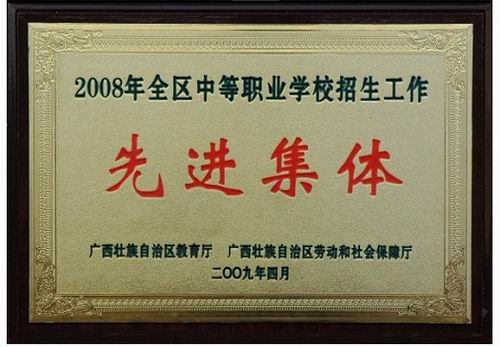 2008年全区中等职业学校招生工作
先进集体
广西壮族自治区教育厅 广西壮族自治区劳动和社会保障厅
二〇〇九年四月